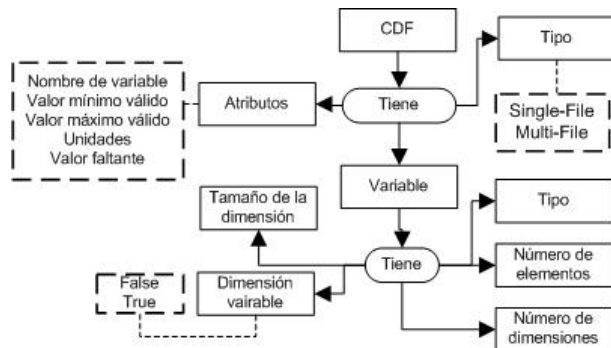 CDF
Tipo
Nombre de variable
Valor mínimo válido
Valor máximo válido
Unidades
Valor faltante
Atributos
Tiene
Single-File
Multi-File
Variable
Tamaño de la
dimensión
Tipo
Tiene
Número de
elementos
False
True
Dimensión
vairable
Número de
dimensiones